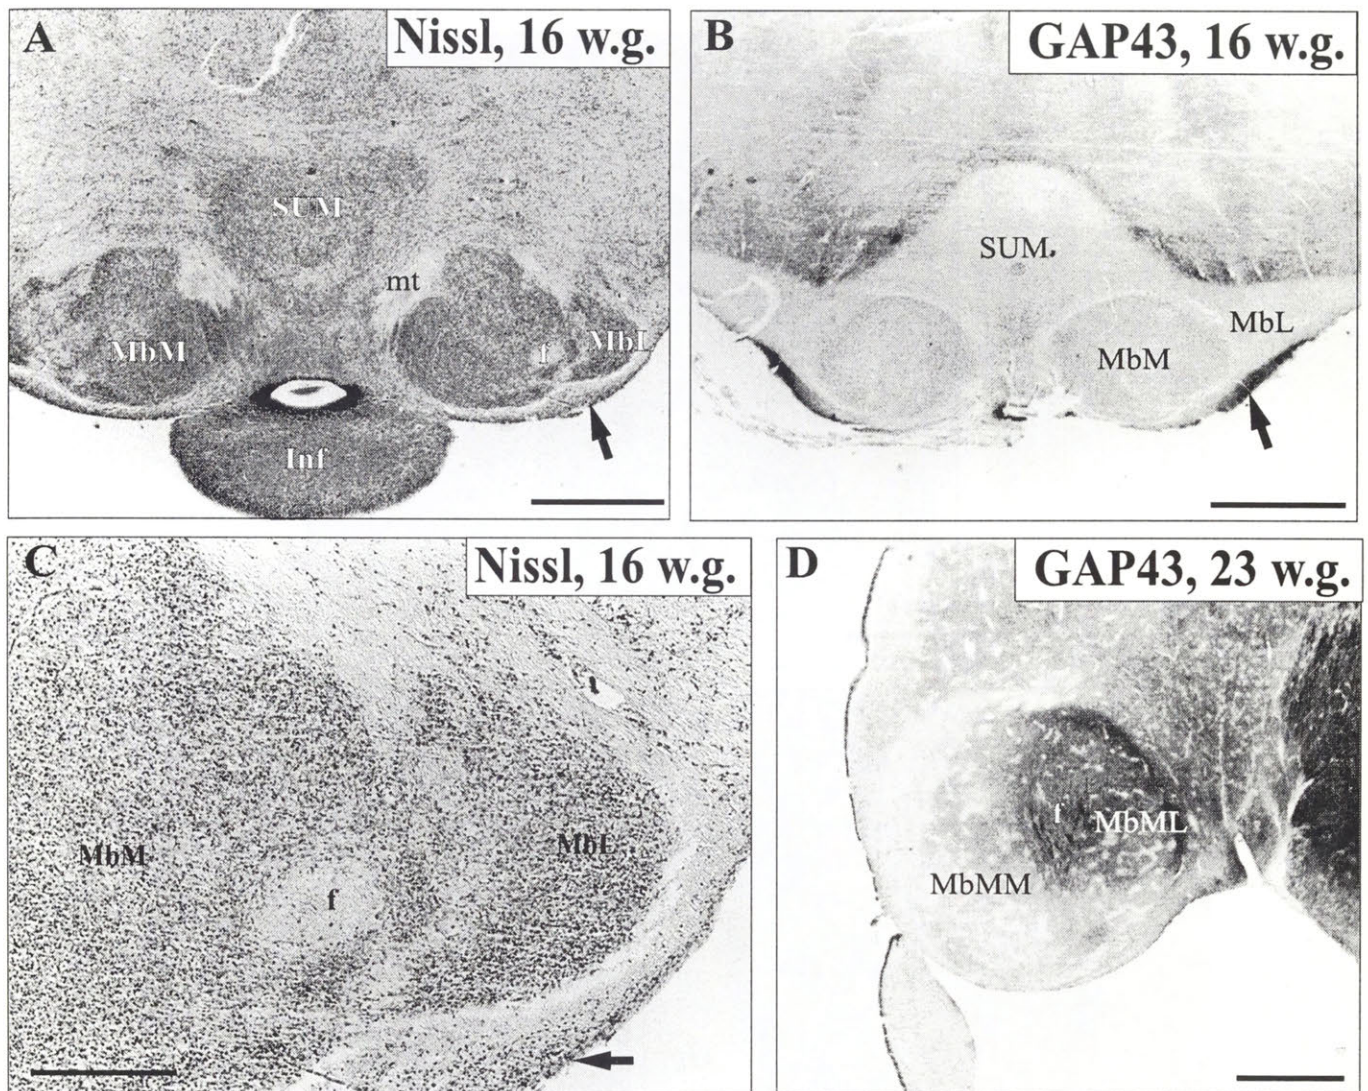 A
Nissl, 16 w.g.
SUM
mt
MbM
f
MbL
Inf
B
GAP43, 16 w.g.
SUM
MbL
MbM
C
Nissl, 16 w.g.
t
MbM
MbL
f
D
GAP43, 23 w.g.
f
MbML
MbMM